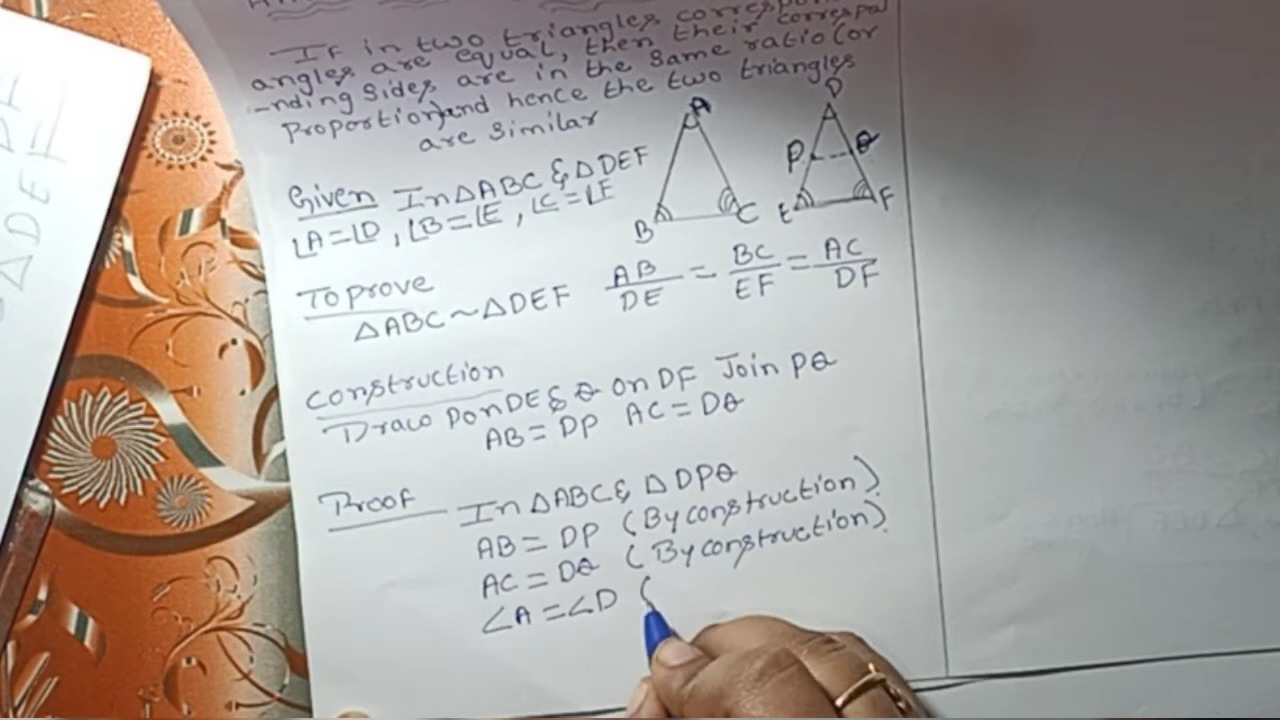 If in two triangles
angles are equal, then their correspo
-nding sides are in the same ratio (or
proportion) and hence the two triangles
are similar
Given In △ABC & △DEF
∠A = ∠D, ∠B = ∠E, ∠C = ∠F
A
B
C
D
P
Q
E
F
To prove
△ABC ~ △DEF AB/DE = BC/EF = AC/DF
Construction
Draw P on DE & Q on DF Join PQ
AB = DP AC = DQ
Proof In △ABC & △DPQ
AB = DP (By construction)
AC = DQ (By construction)
∠A = ∠D (
△DEF